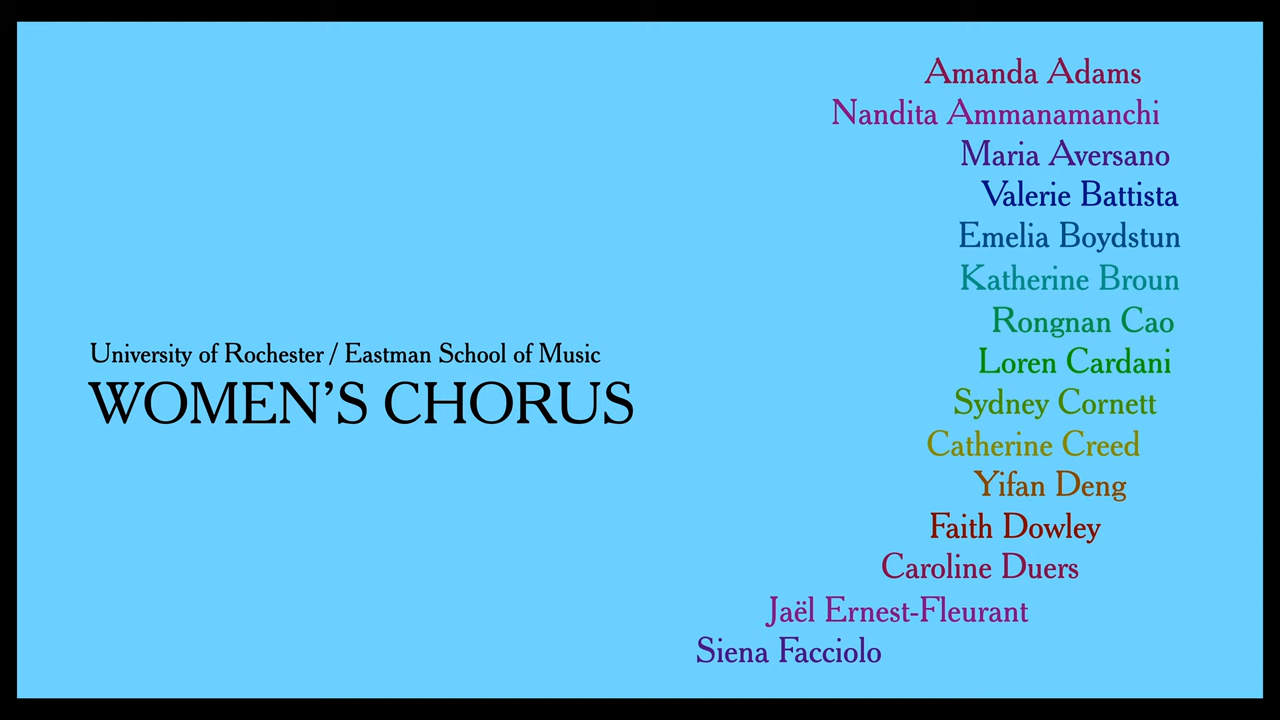 University of Rochester / Eastman School of Music
WOMEN'S CHORUS
Amanda Adams
Nandita Ammanamanchi
Maria Aversano
Valerie Battista
Emelia Boydstun
Katherine Broun
Rongnan Cao
Loren Cardani
Sydney Cornett
Catherine Creed
Yifan Deng
Faith Dowley
Caroline Duers
Jaël Ernest-Fleurant
Siena Facciolo